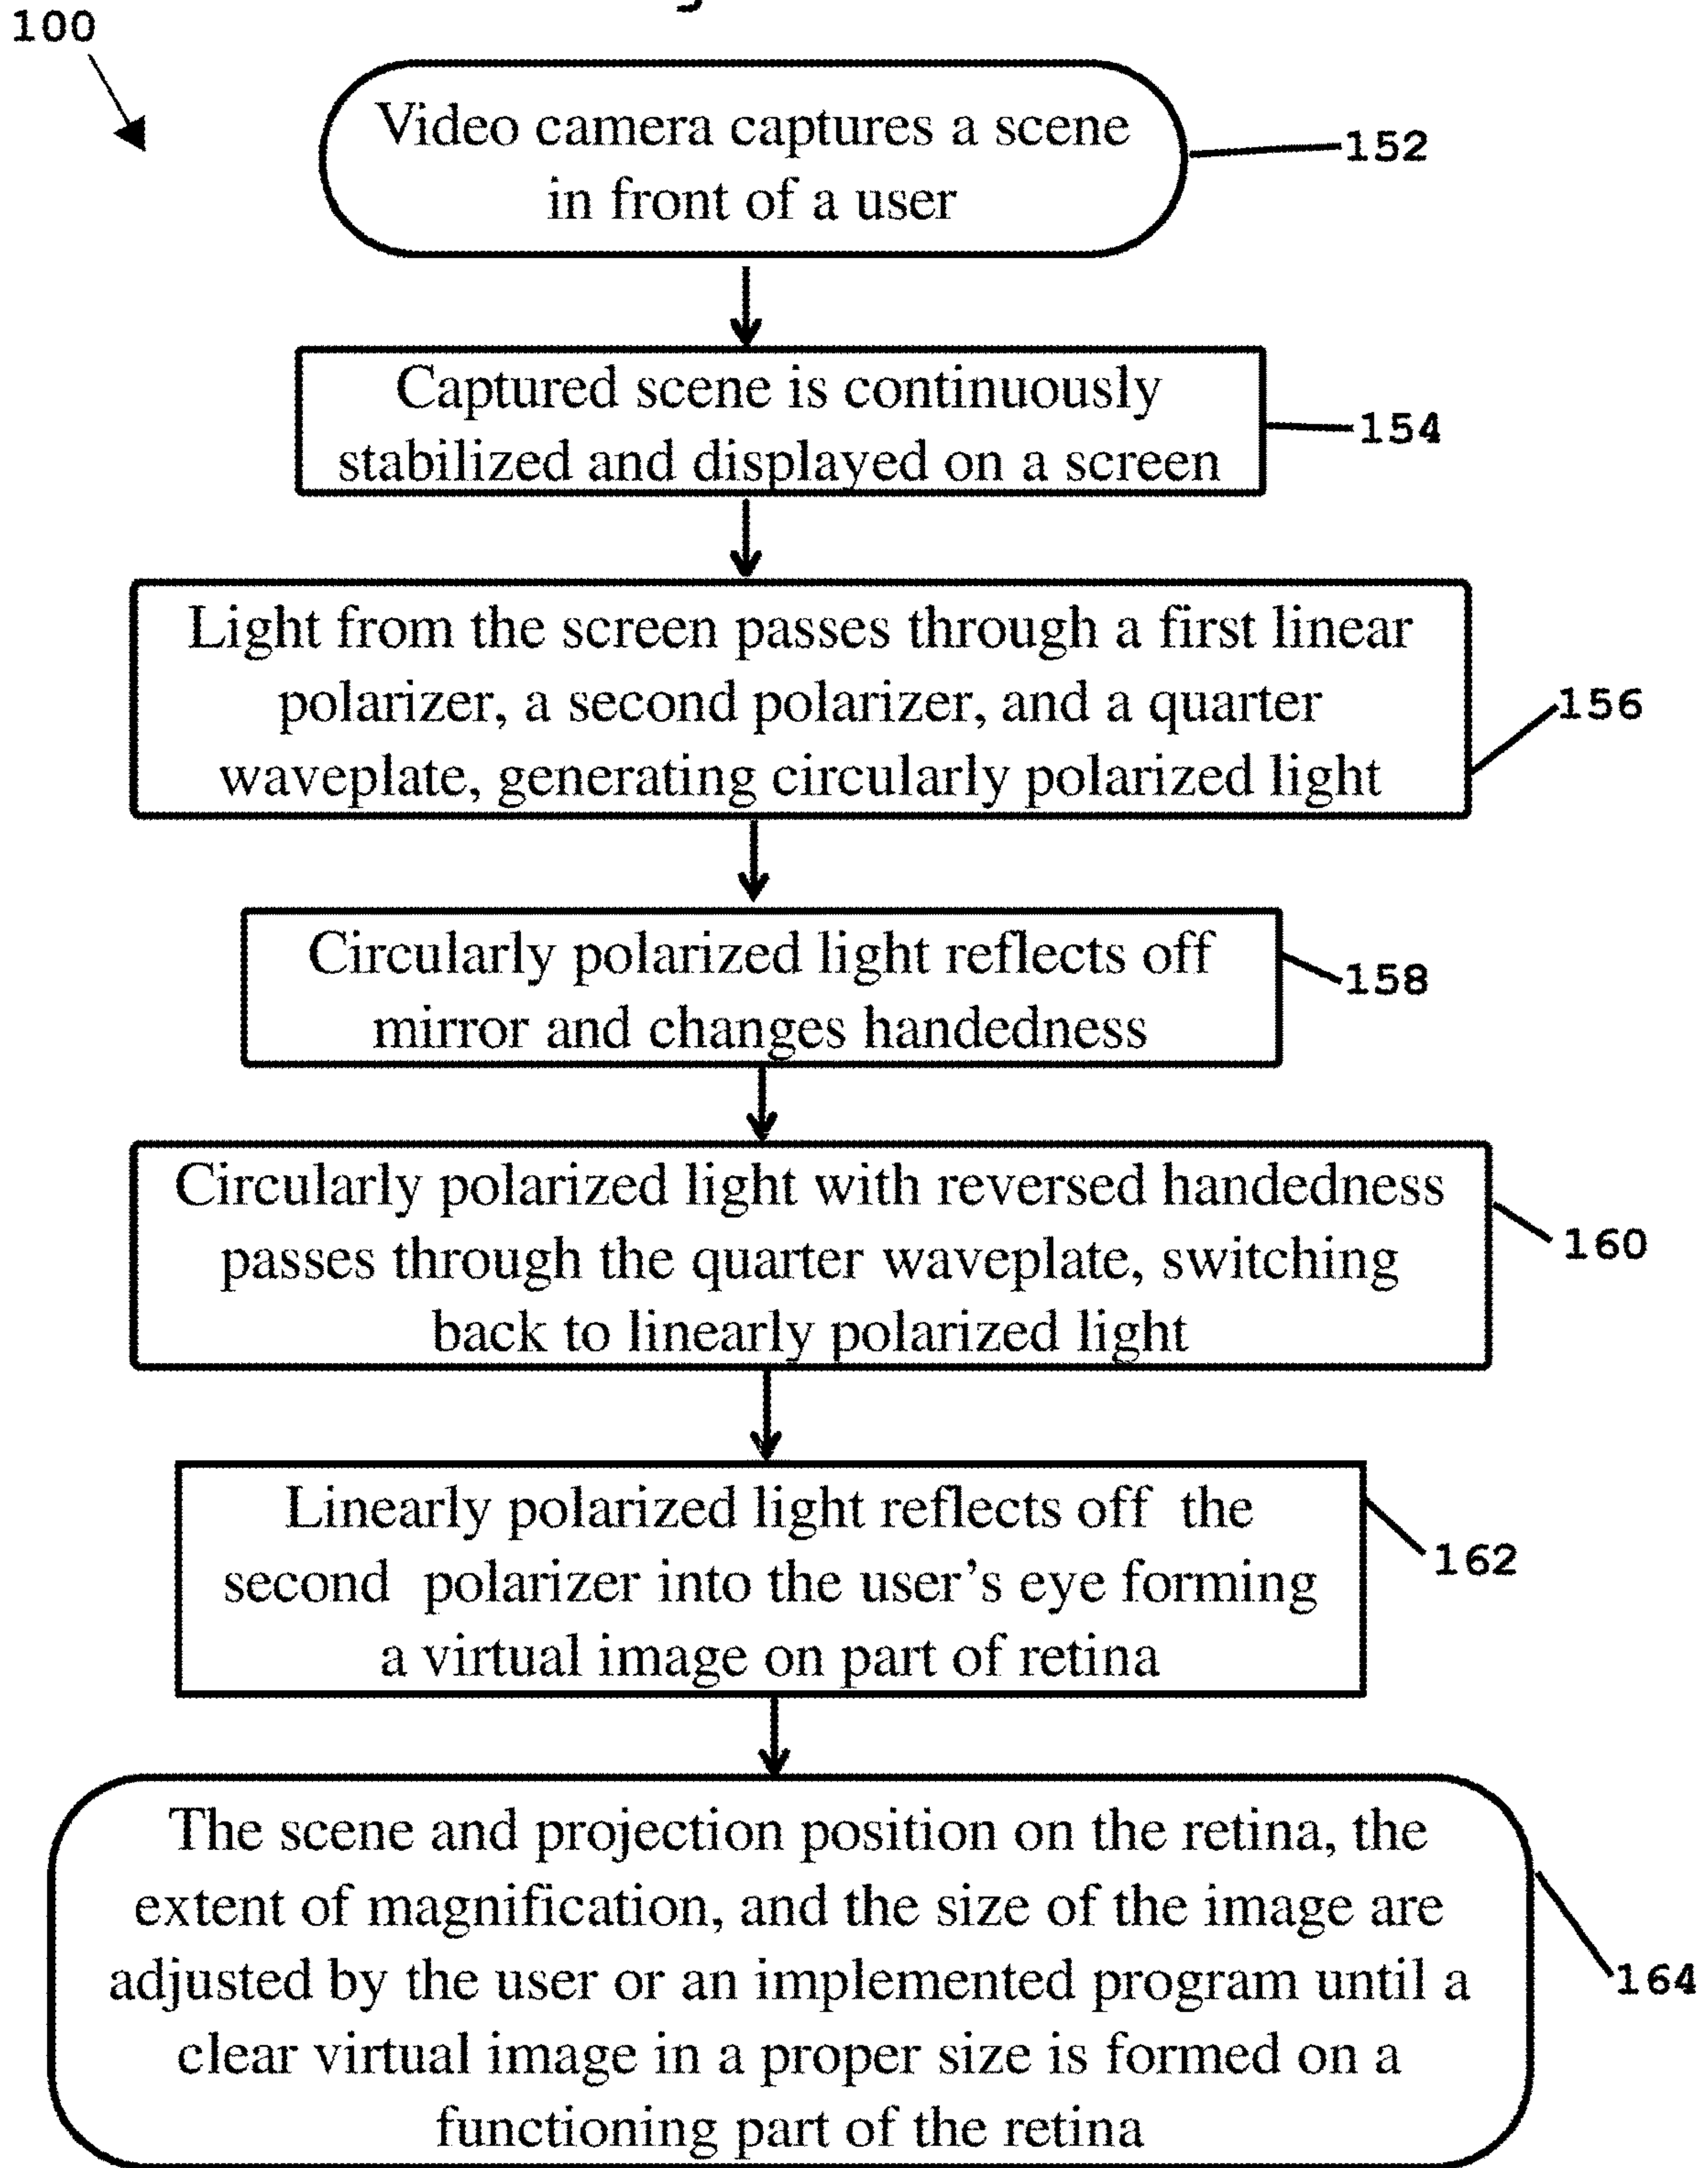 100
Video camera captures a scene
in front of a user
152
Captured scene is continuously
stabilized and displayed on a screen
154
Light from the screen passes through a first linear
polarizer, a second polarizer, and a quarter
waveplate, generating circularly polarized light
156
Circularly polarized light reflects off
mirror and changes handedness
158
Circularly polarized light with reversed handedness
passes through the quarter waveplate, switching
back to linearly polarized light
160
Linearly polarized light reflects off the
second polarizer into the user's eye forming
a virtual image on part of retina
162
The scene and projection position on the retina, the
extent of magnification, and the size of the image are
adjusted by the user or an implemented program until a
clear virtual image in a proper size is formed on a
functioning part of the retina
164